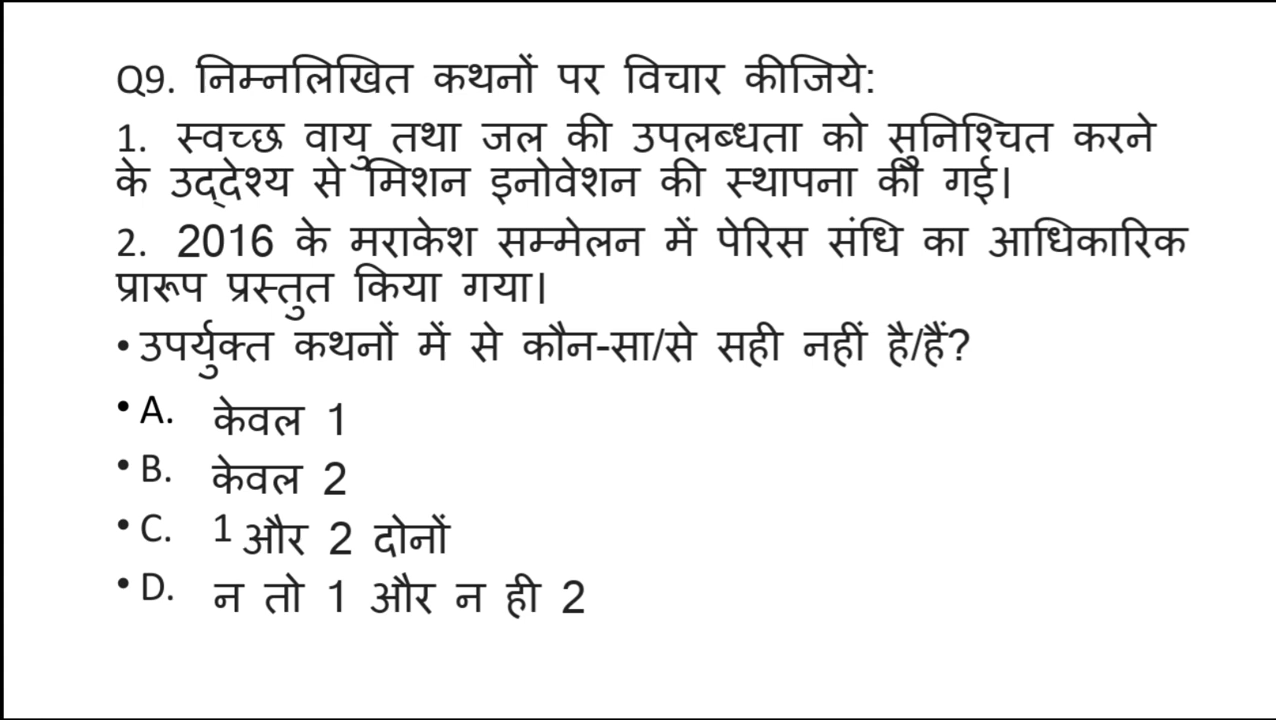 Q9. निम्नलिखित कथनों पर विचार कीजिये:
1. स्वच्छ वायु तथा जल की उपलब्धता को सुनिश्चित करने
के उद्देश्य से मिशन इनोवेशन की स्थापना की गई।
2. 2016 के मराकेश सम्मेलन में पेरिस संधि का आधिकारिक
प्रारूप प्रस्तुत किया गया।
• उपर्युक्त कथनों में से कौन-सा/से सही नहीं है/हैं?
• A. केवल 1
• B. केवल 2
• C. 1 और 2 दोनों
• D. न तो 1 और न ही 2